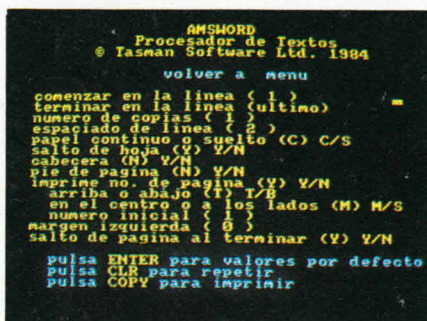 AMSWORD
Procesador de Textos
© Tasman Software Ltd. 1984
volver a menu
comenzar en la linea ( 1 )
terminar en la linea (ultimo)
numero de copias ( 1 )
espaciado de linea ( 2 )
papel continuo o suelto (C) C/S
salto de hoja (Y) Y/N
cabecera (N) Y/N
pie de pagina (N) Y/N
imprime no. de pagina (Y) Y/N
arriba o abajo (T) T/B
en el centro o a los lados (M) M/S
numero inicial ( 1 )
margen izquierda ( 0 )
salto de pagina al terminar (Y) Y/N
pulsa ENTER para valores por defecto
pulsa CLR para repetir
pulsa COPY para imprimir